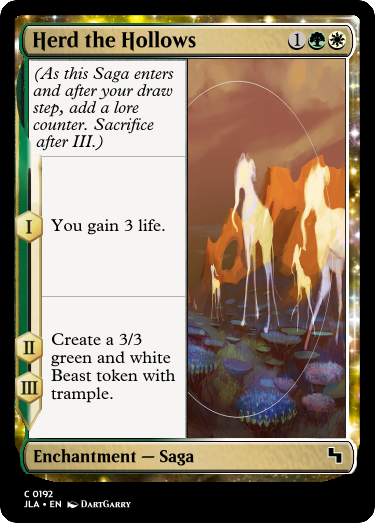 Herd the Hollows
1
(As this Saga enters
and after your draw
step, add a lore
counter. Sacrifice
after III.)
I
You gain 3 life.
II
III
Create a 3/3
green and white
Beast token with
trample.
Enchantment — Saga
C 0192
JLA • EN DartGarry